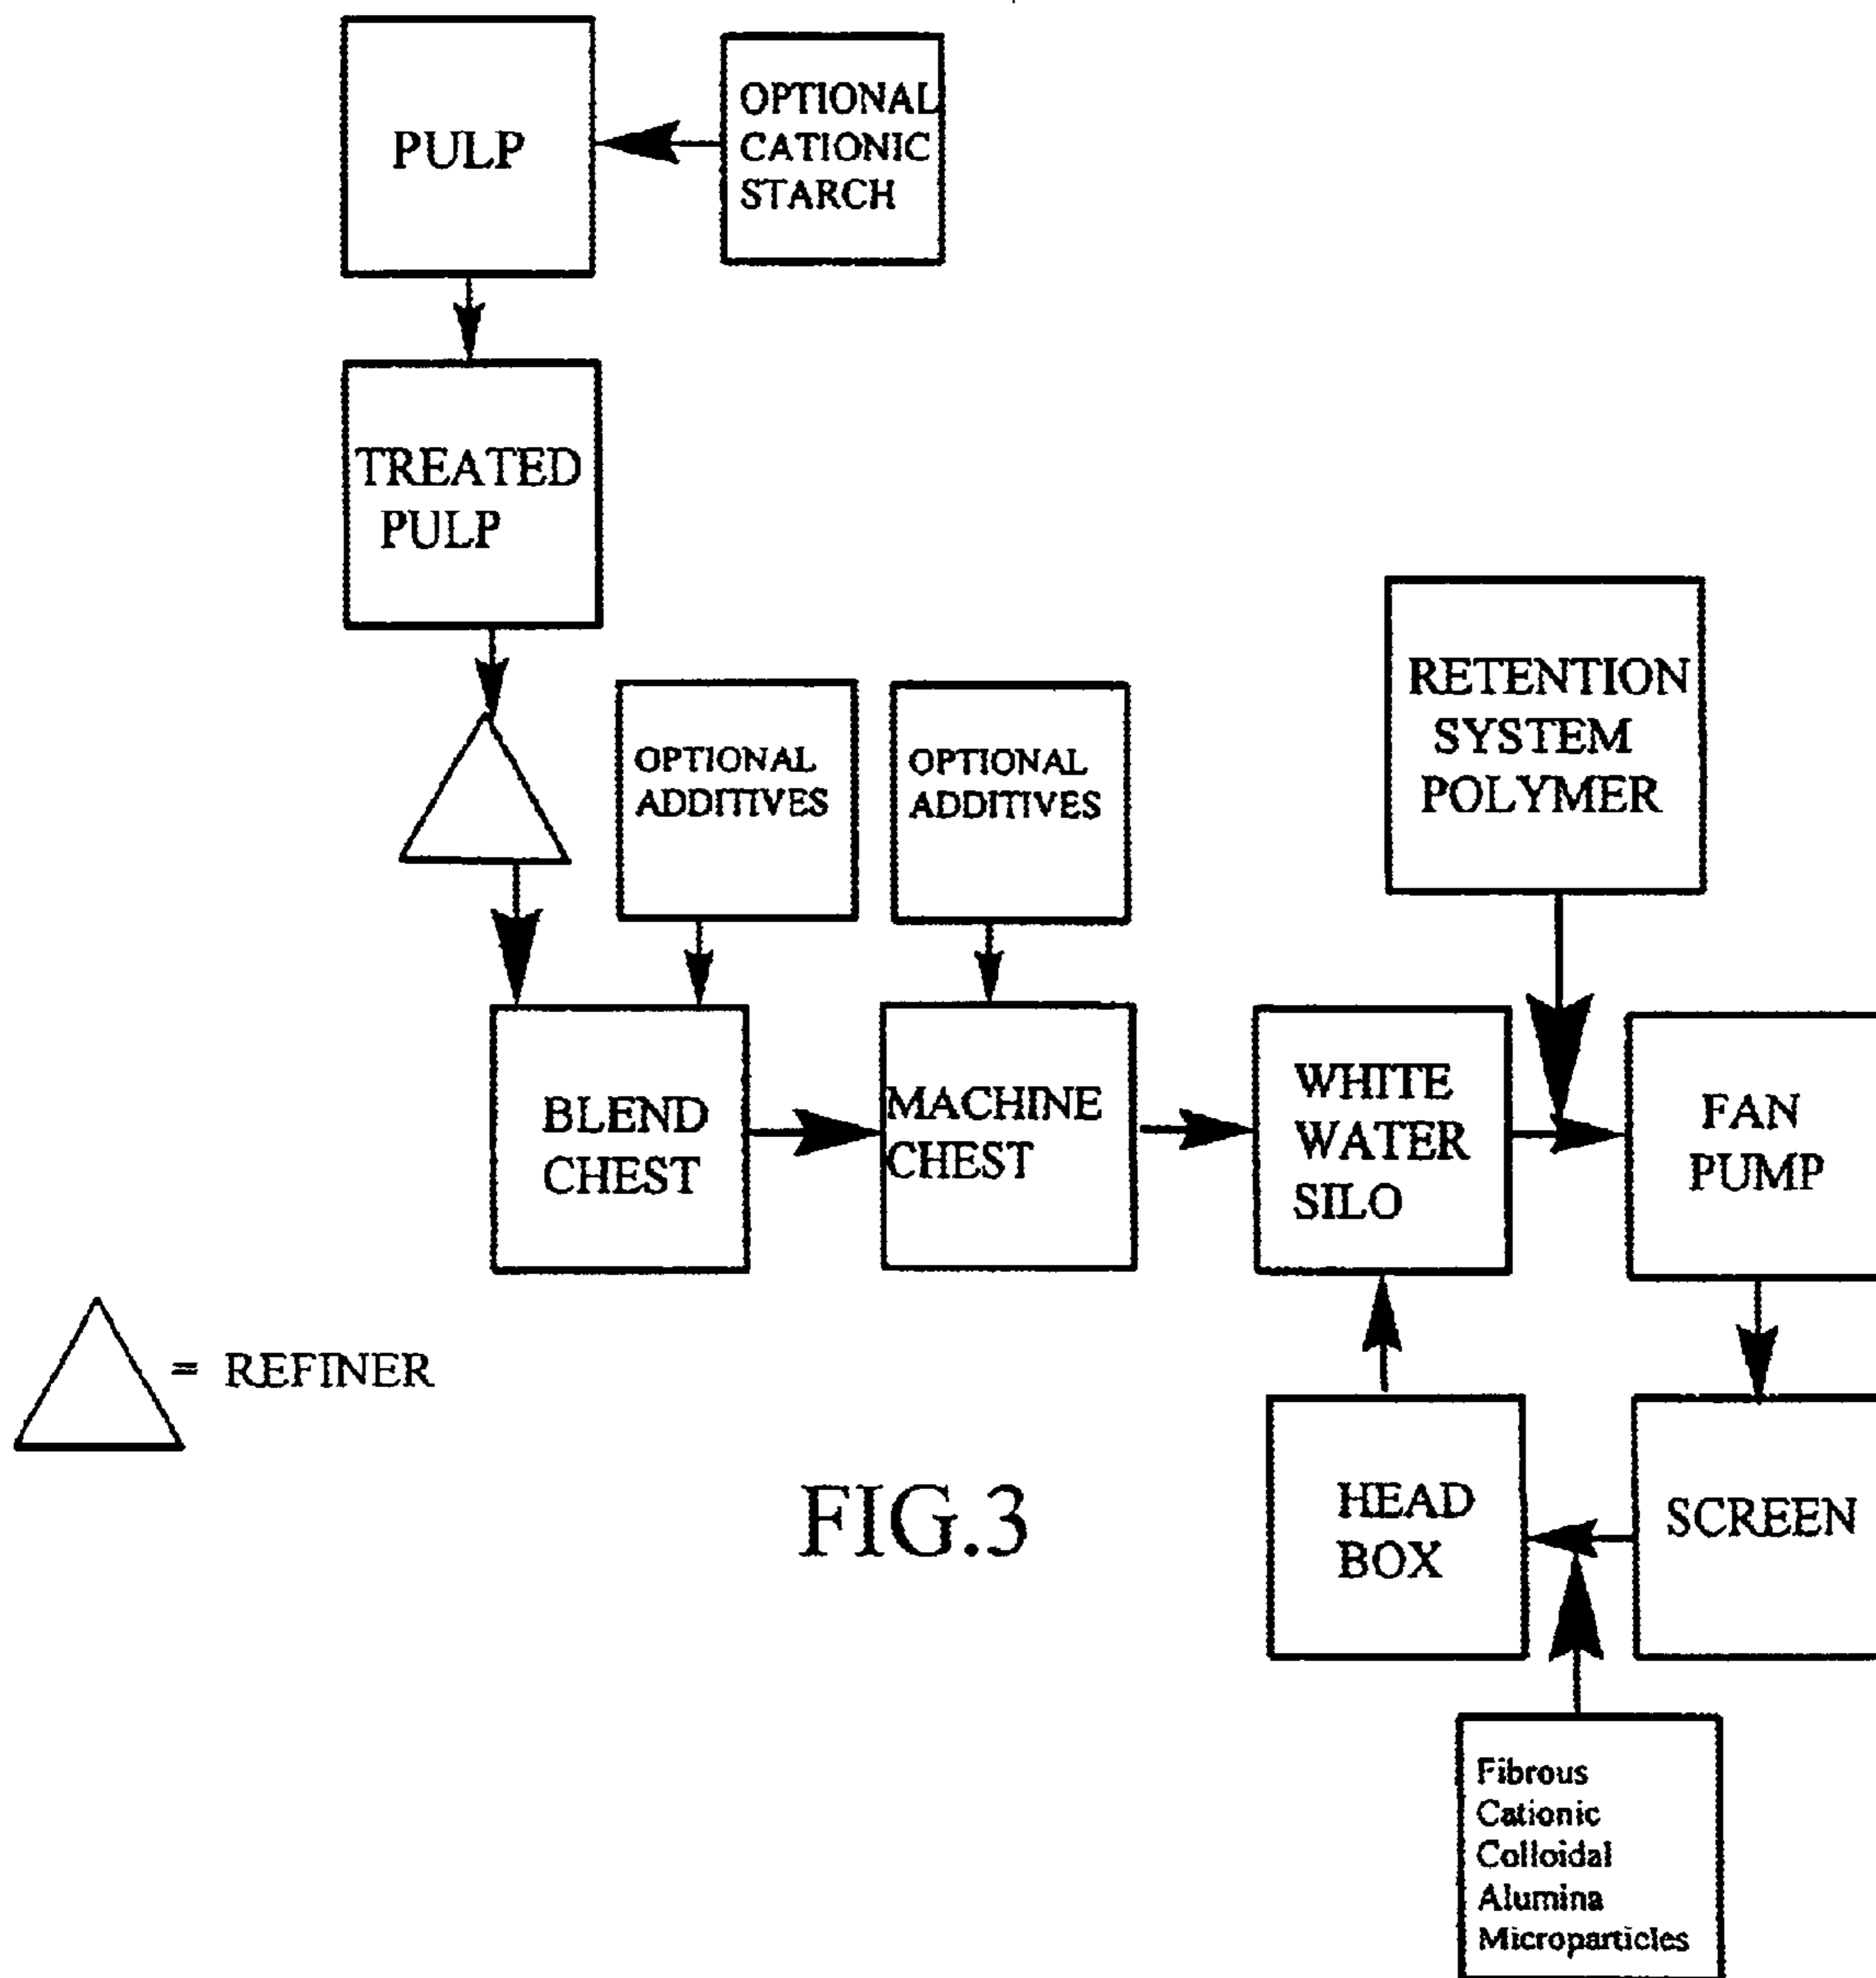 PULP
OPTIONAL
CATIONIC
STARCH
TREATED
PULP
OPTIONAL
ADDITIVES
OPTIONAL
ADDITIVES
RETENTION
SYSTEM
POLYMER
BLEND
CHEST
MACHINE
CHEST
WHITE
WATER
SILO
FAN
PUMP
= REFINER
HEAD
BOX
SCREEN
FIG.3
Fibrous
Cationic
Colloidal
Alumina
Microparticles